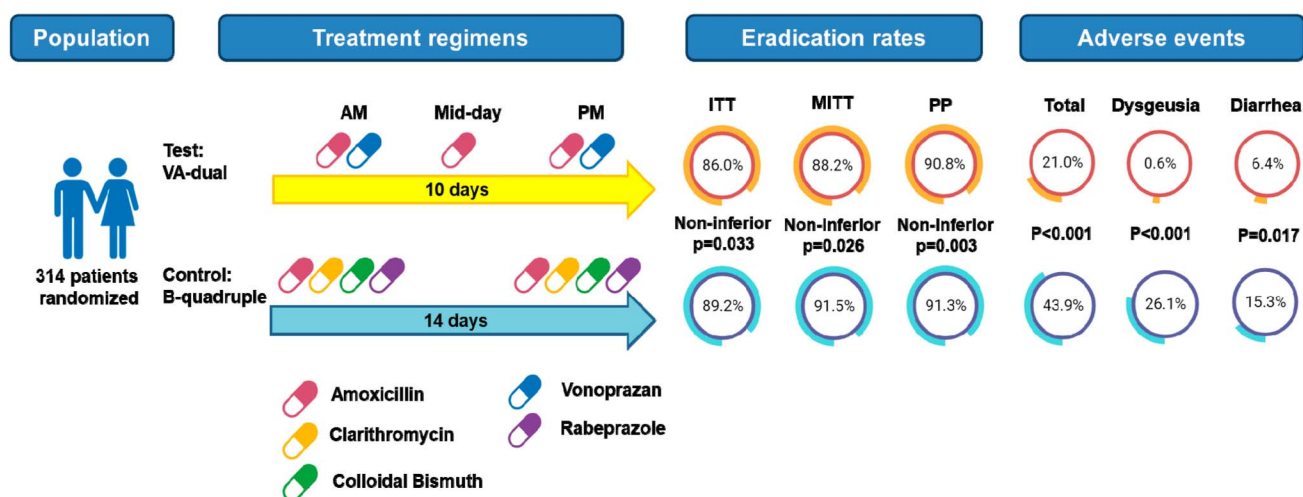 Population
Treatment regimens
Eradication rates
Adverse events
AM
Mid-day
PM
ITT
MITT
PP
Total
Dysgeusia
Diarrhea
Test:
VA-dual
10 days
86.0%
88.2%
90.8%
21.0%
0.6%
6.4%
Non-inferior
p=0.033
Non-inferior
p=0.026
Non-inferior
p=0.003
P<0.001
P<0.001
P=0.017
314 patients
randomized
Control:
B-quadruple
14 days
89.2%
91.5%
91.3%
43.9%
26.1%
15.3%
Amoxicillin
Vonoprazan
Clarithromycin
Rabeprazole
Colloidal Bismuth